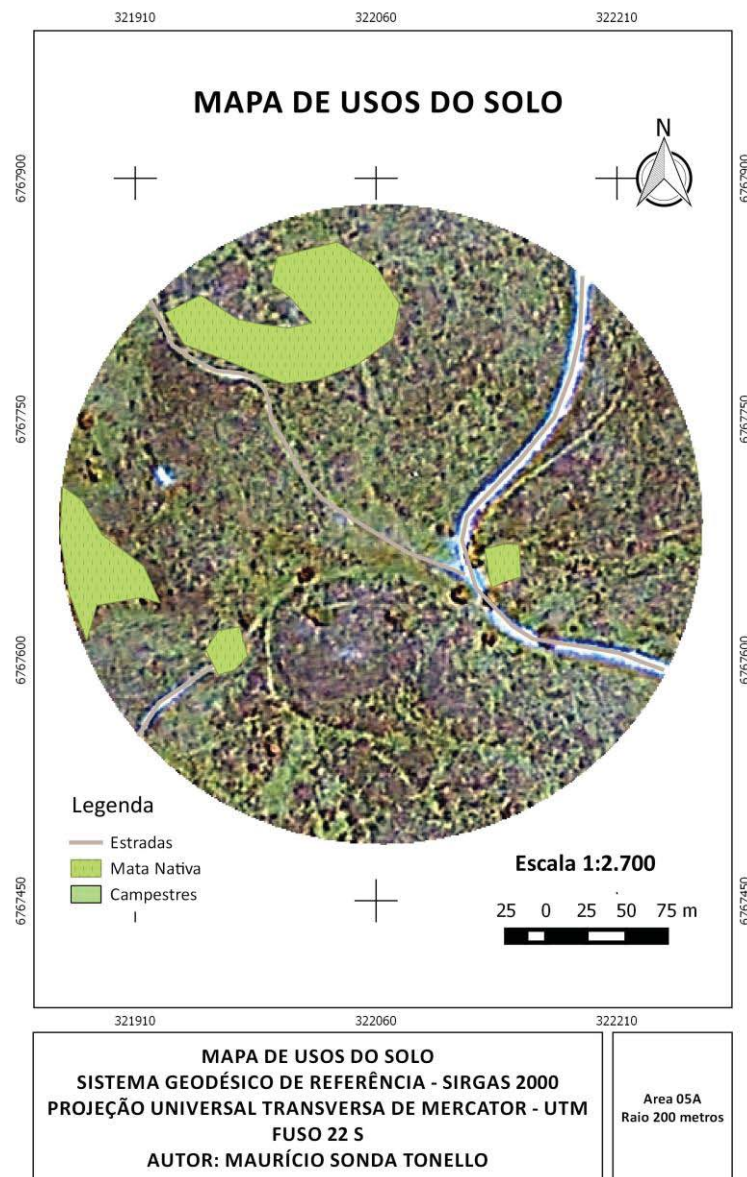 321910 322060 322210
MAPA DE USOS DO SOLO
N
6767900 6767900
6767750 6767750
6767600 6767600
Legenda
Estradas
Mata Nativa
Campestres
Escala 1:2.700
25 0 25 50 75 m
6767450 6767450
321910 322060 322210
MAPA DE USOS DO SOLO
SISTEMA GEODÉSICO DE REFERÊNCIA - SIRGAS 2000
PROJEÇÃO UNIVERSAL TRANSVERSA DE MERCATOR - UTM
FUSO 22 S
AUTOR: MAURÍCIO SONDA TONELLO
Area 05A
Raio 200 metros